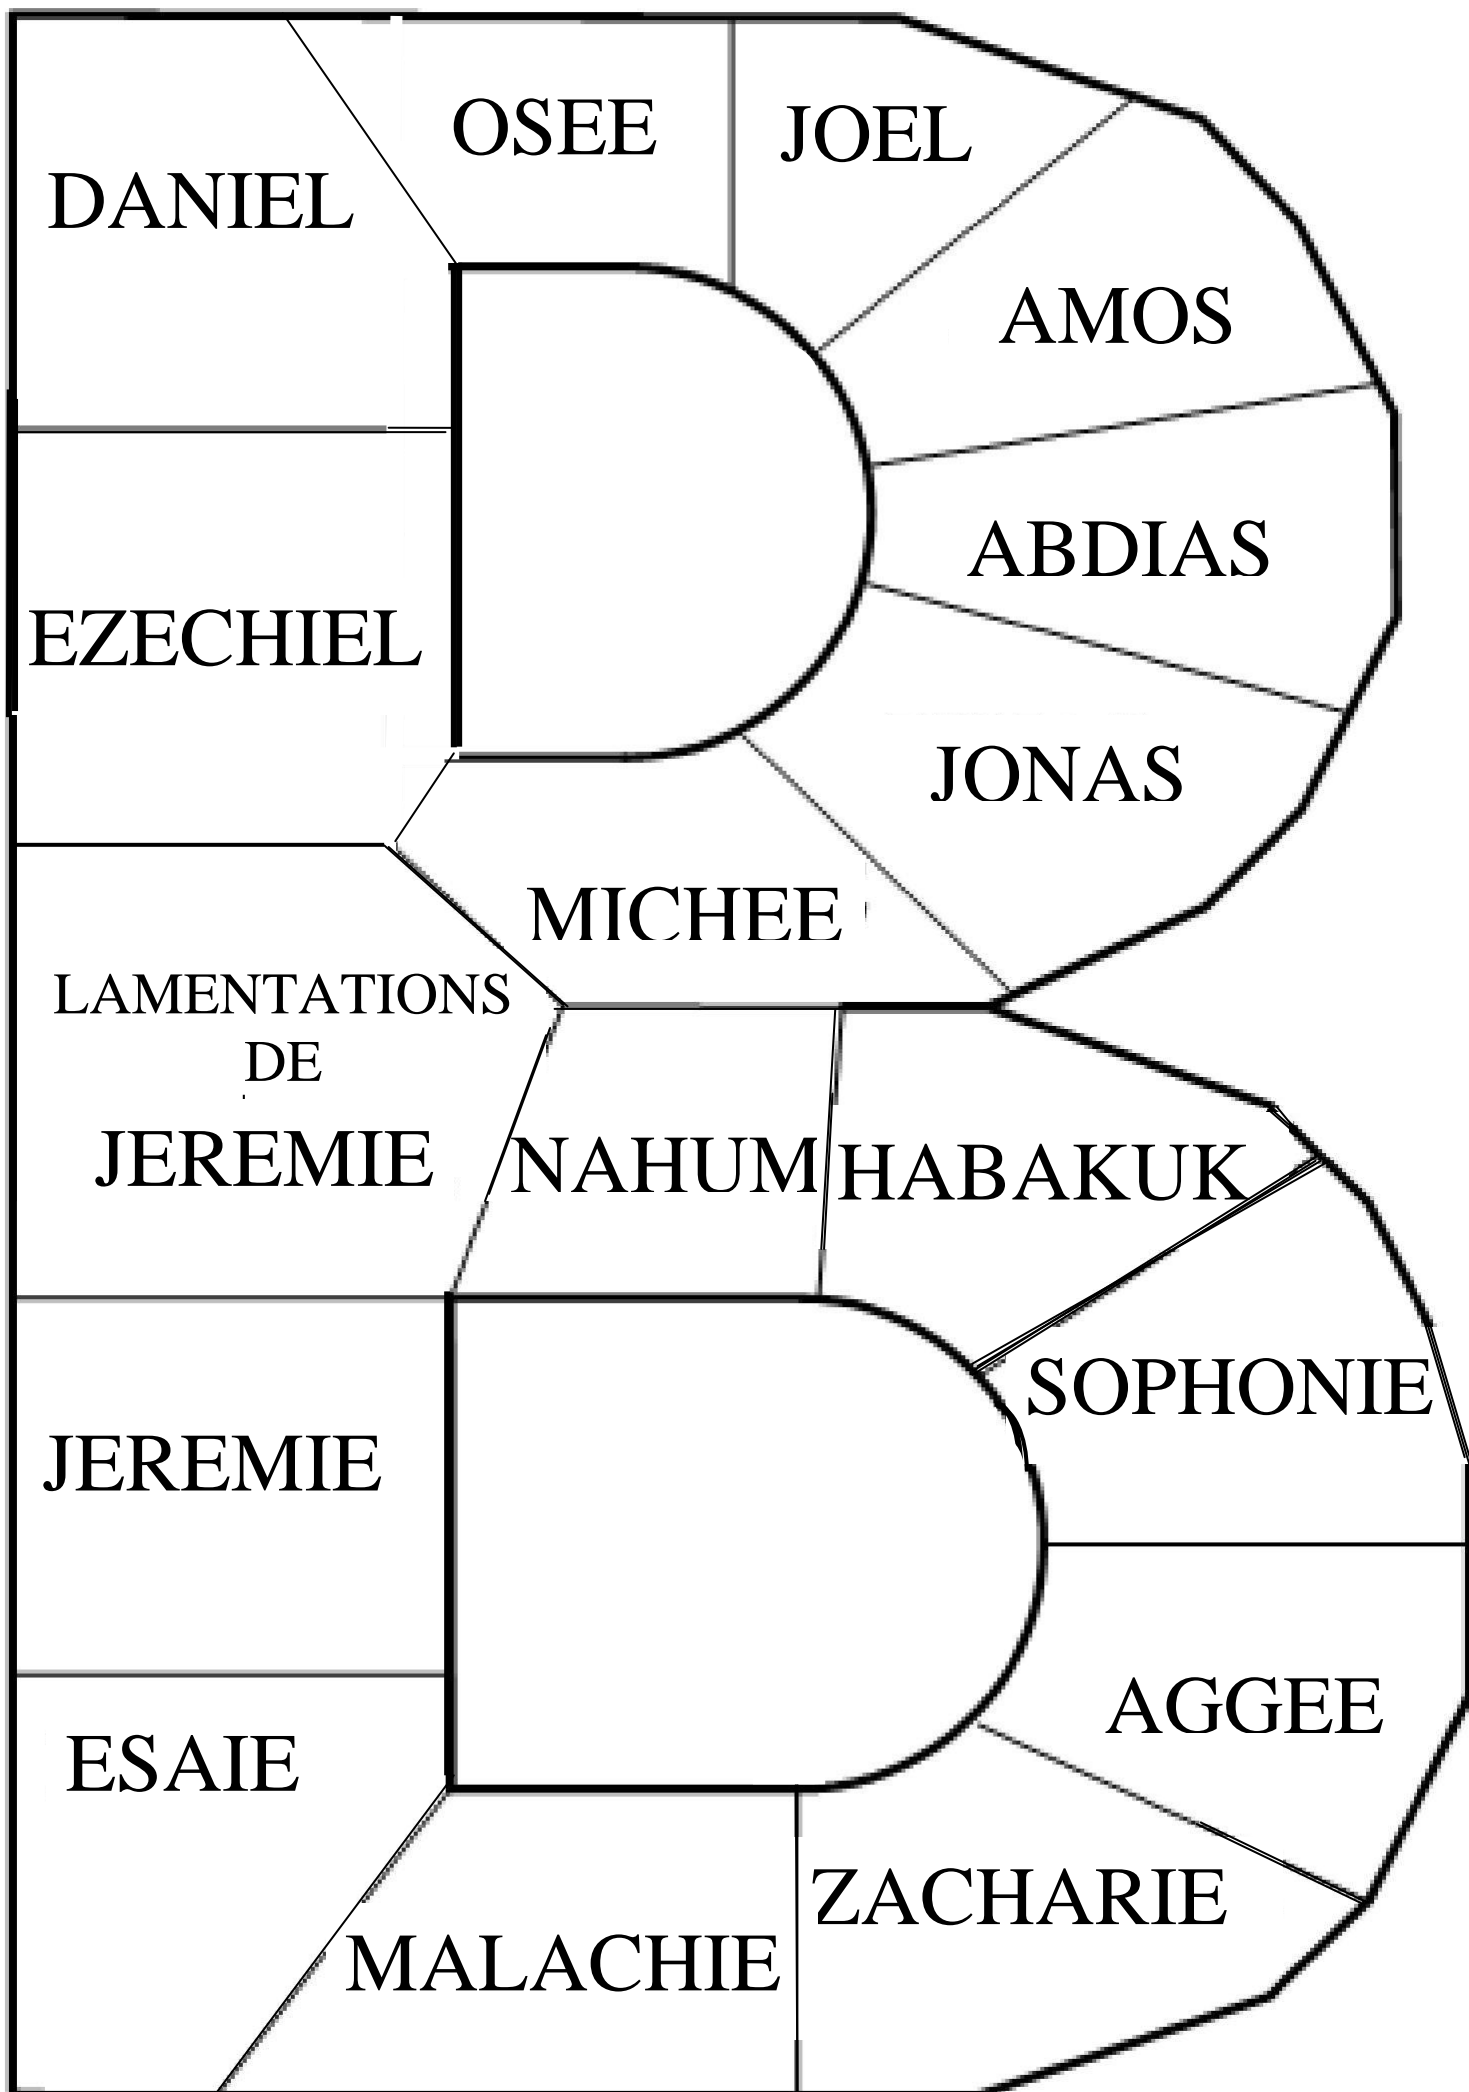 OSEE
JOEL
DANIEL
AMOS
ABDIAS
EZECHIEL
JONAS
MICHEE
LAMENTATIONS
DE
JEREMIE
NAHUM
HABAKUK
SOPHONIE
JEREMIE
AGGEE
ESAIE
ZACHARIE
MALACHIE